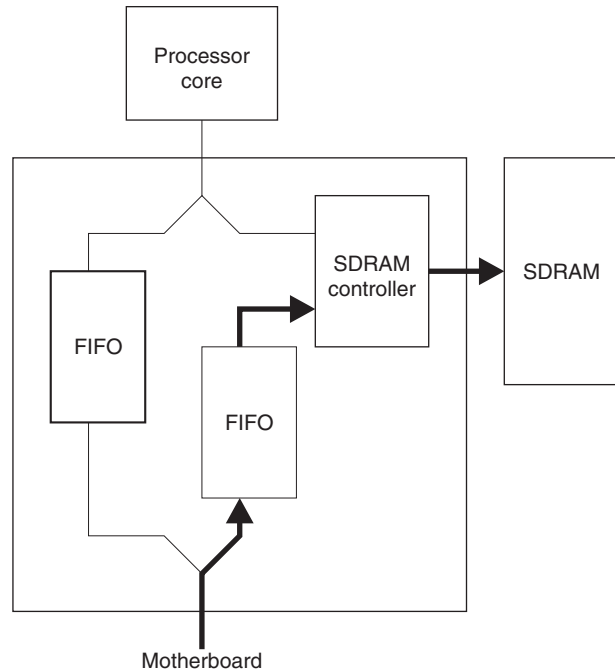 Processor
core
SDRAM
controller
SDRAM
FIFO
FIFO
Motherboard